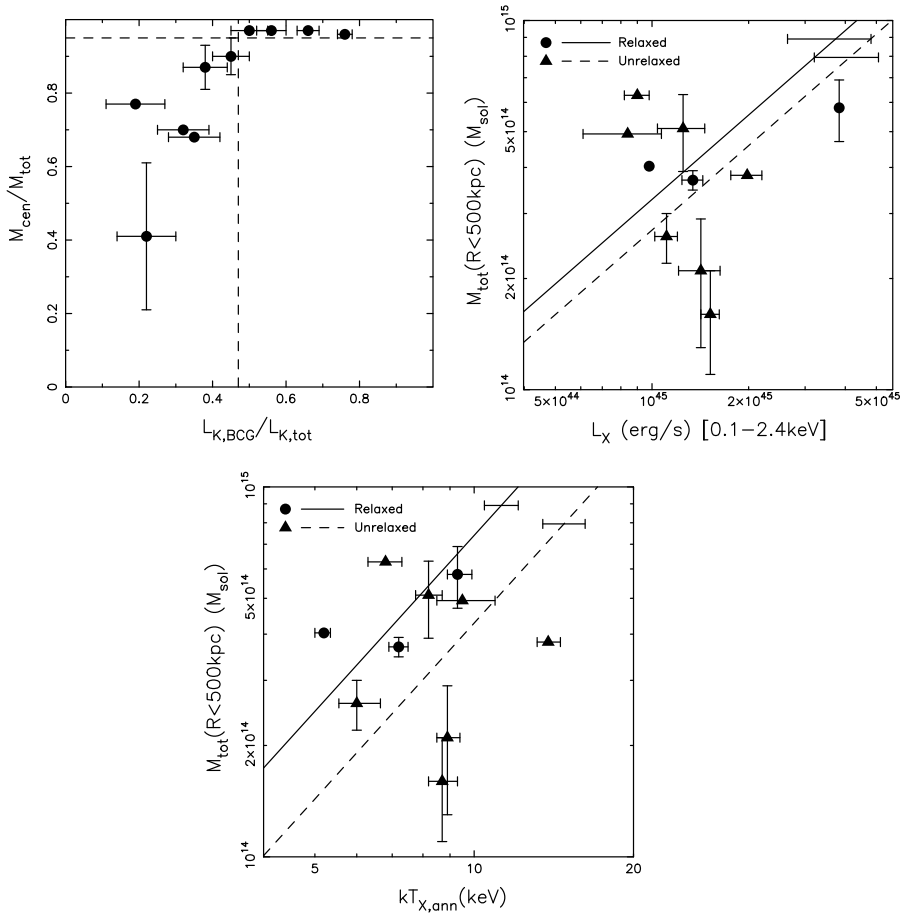 M_cen/M_tot
0.8
0.6
0.4
0.2
0
0 0.2 0.4 0.6 0.8
L_K,BCG/L_K,tot
M_tot(R<500kpc) (M_sol)
10^15
5×10^14
2×10^14
10^14
Relaxed
Unrelaxed
5×10^44 10^45 2×10^45 5×10^45
L_X (erg/s) [0.1−2.4keV]
M_tot(R<500kpc) (M_sol)
10^15
5×10^14
2×10^14
10^14
Relaxed
Unrelaxed
5 10 20
kT_X,ann(keV)